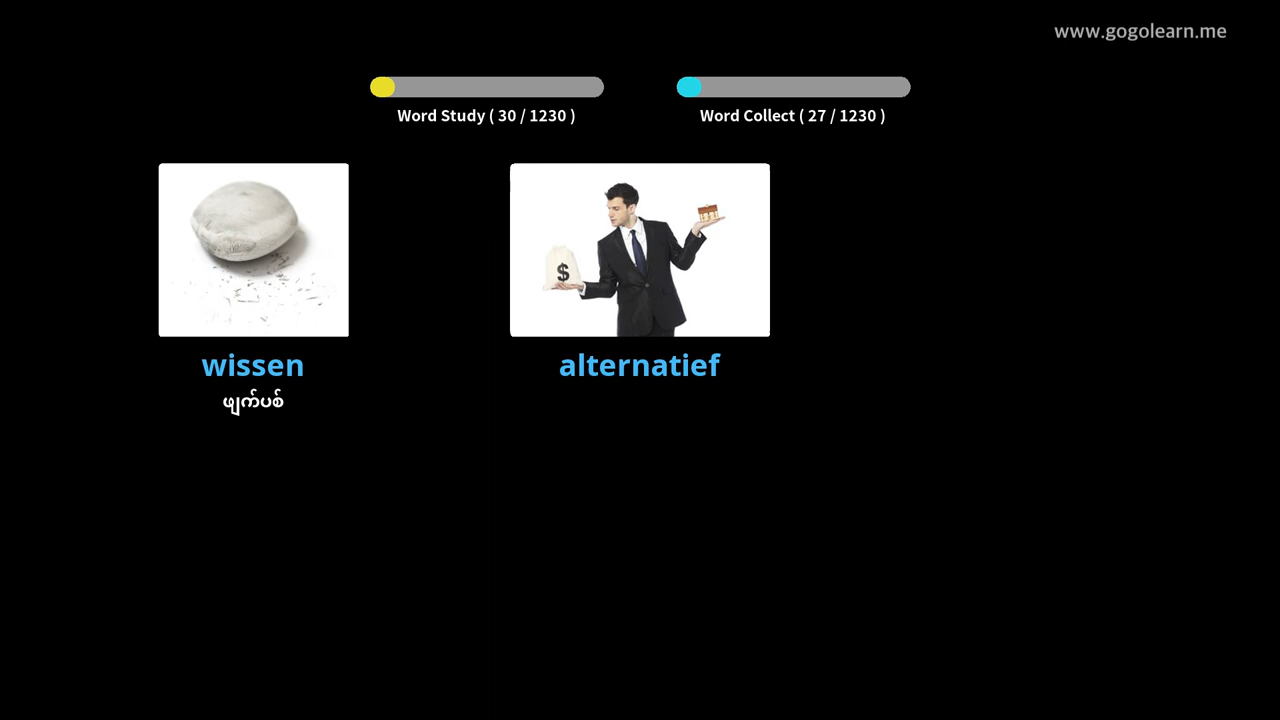 www.gogolearn.me
Word Study ( 30 / 1230 )
Word Collect ( 27 / 1230 )
$
wissen
alternatief
ဖျက်ပစ်